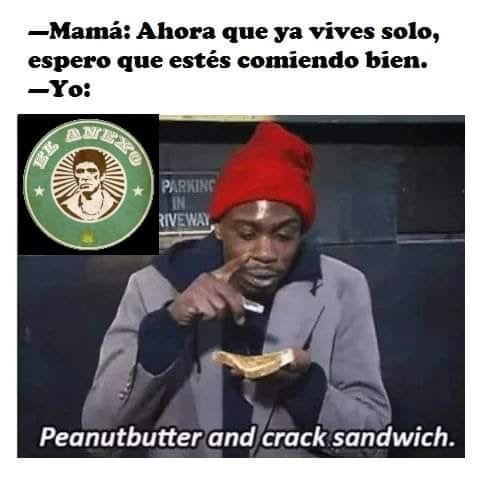 —Mamá: Ahora que ya vives solo,
espero que estés comiendo bien.
—Yo:
EL ANEXO
PARKING
IN
RIVEWAY
Peanutbutter and crack sandwich.